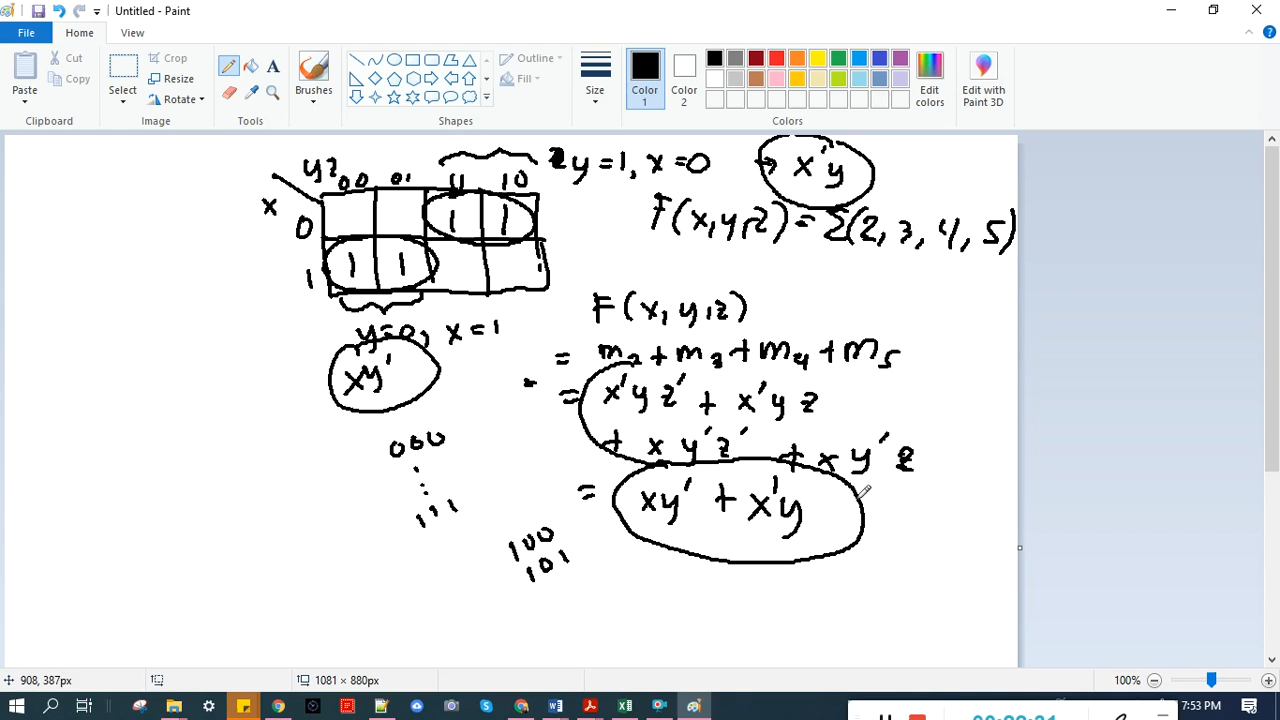 Untitled - Paint
File Home View
Paste
Cut
Copy
Clipboard
Select
Crop
Resize
Rotate
Image
Tools
Brushes
Shapes
Outline
Fill
Size
Color 1
Color 2
Colors
Edit colors
Edit with Paint 3D
yz 00 01 11 10
x
0 1 1
1 1 1
y=1, x=0 → x'y
F(x,y,z) = Σ(2, 3, 4, 5)
y=0, x=1
xy'
F(x,y,z)
= m2 + m3 + m4 + m5
= x'yz' + x'yz
+ xy'z' + xy'z
= xy' + x'y
000
:
111
100
101
908, 387px
1081 × 880px
100%
7:53 PM